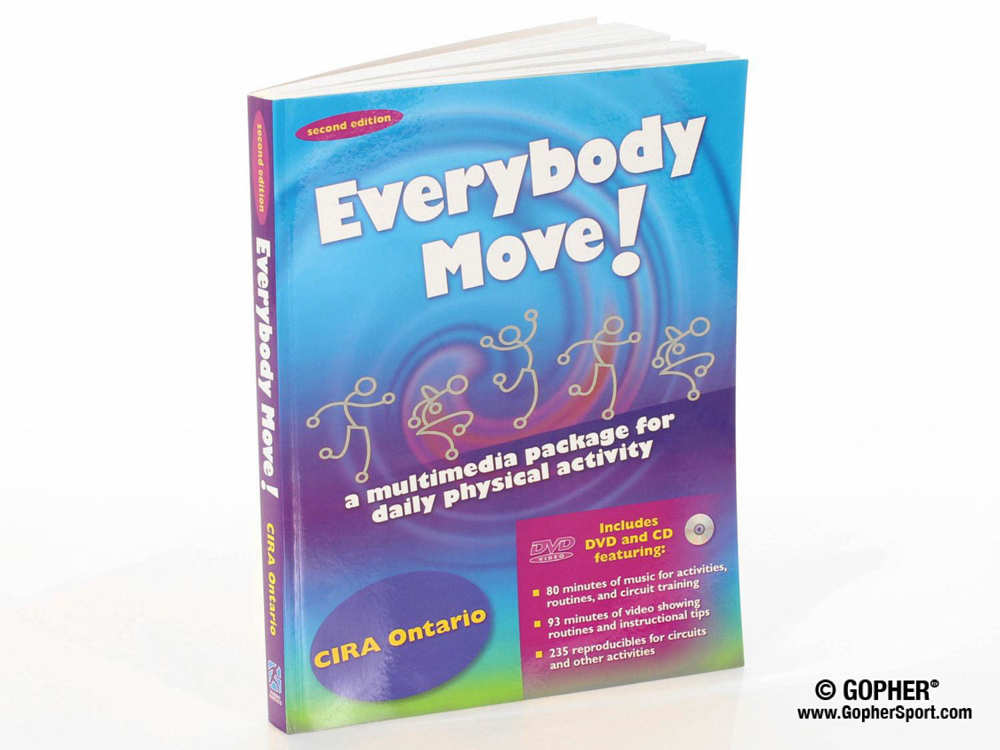 second edition
Everybody
Move!
a multimedia package for
daily physical activity
DVD
VIDEO
Includes
DVD and CD
featuring:
80 minutes of music for activities,
routines, and circuit training
93 minutes of video showing
routines and instructional tips
235 reproducibles for circuits
and other activities
CIRA Ontario
second edition
Everybody Move!
CIRA Ontario
HUMAN
KINETICS
© GOPHER®
www.GopherSport.com